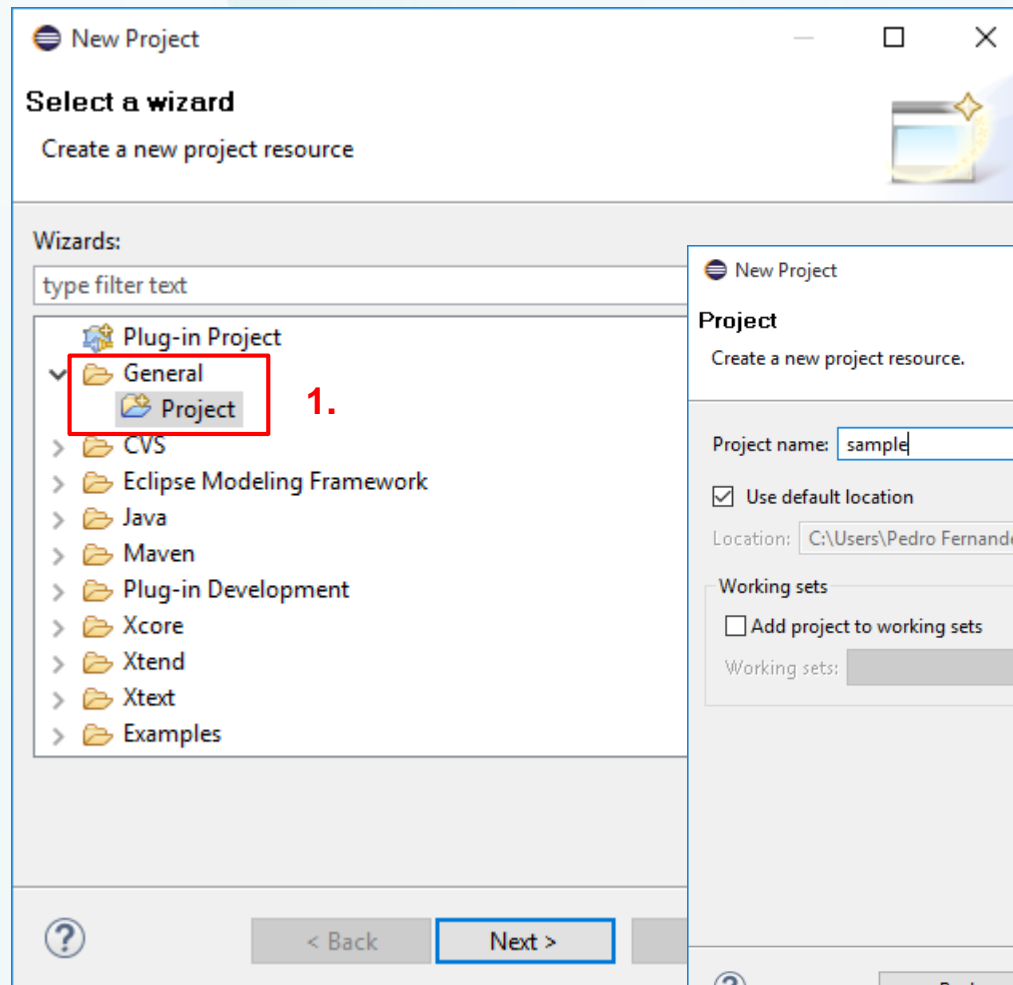 New Project
Select a wizard
Create a new project resource
Wizards:
type filter text
Plug-in Project
General
Project
1.
CVS
Eclipse Modeling Framework
Java
Maven
Plug-in Development
Xcore
Xtend
Xtext
Examples
? < Back Next >
New Project
Project
Create a new project resource.
Project name: sample
Use default location
Location: C:\Users\Pedro Fernande
Working sets
Add project to working sets
Working sets:
?